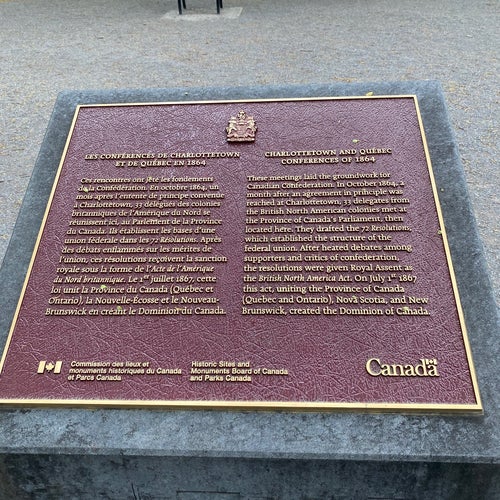 LES CONFÉRENCES DE CHARLOTTETOWN
ET DE QUÉBEC EN 1864
Ces rencontres ont jeté les fondements
de la Confédération. En octobre 1864, un
mois après l'entente de principe convenue
à Charlottetown, 33 délégués des colonies
britanniques de l'Amérique du Nord se
réunissent ici, au Parlement de la Province
du Canada. Ils établissent les bases d'une
union fédérale dans les 72 Résolutions. Après
des débats enflammés sur les mérites de
l'union, ces résolutions reçoivent la sanction
royale sous la forme de l'Acte de l'Amérique
du Nord britannique. Le 1er juillet 1867, cette
loi unit la Province du Canada (Québec et
Ontario), la Nouvelle-Écosse et le Nouveau-
Brunswick en créant le Dominion du Canada.
CHARLOTTETOWN AND QUÉBEC
CONFERENCES OF 1864
These meetings laid the groundwork for
Canadian Confederation. In October 1864, a
month after an agreement in principle was
reached at Charlottetown, 33 delegates from
the British North American colonies met at
the Province of Canada's Parliament, then
located here. They drafted the 72 Resolutions,
which established the structure of the
federal union. After heated debates among
supporters and critics of confederation,
the resolutions were given Royal Assent as
the British North America Act. On July 1st 1867
this act, uniting the Province of Canada
(Quebec and Ontario), Nova Scotia, and New
Brunswick, created the Dominion of Canada.
Commission des lieux et
monuments historiques du Canada
et Parcs Canada
Historic Sites and
Monuments Board of Canada
and Parks Canada
Canada